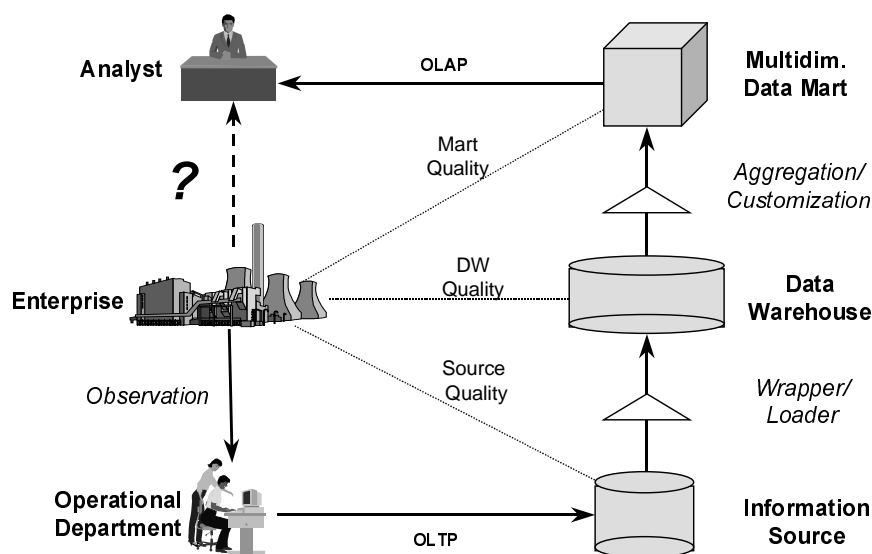 Analyst
OLAP
Multidim.
Data Mart
Mart
Quality
?
Aggregation/
Customization
Enterprise
DW
Quality
Data
Warehouse
Observation
Source
Quality
Wrapper/
Loader
Operational
Department
OLTP
Information
Source